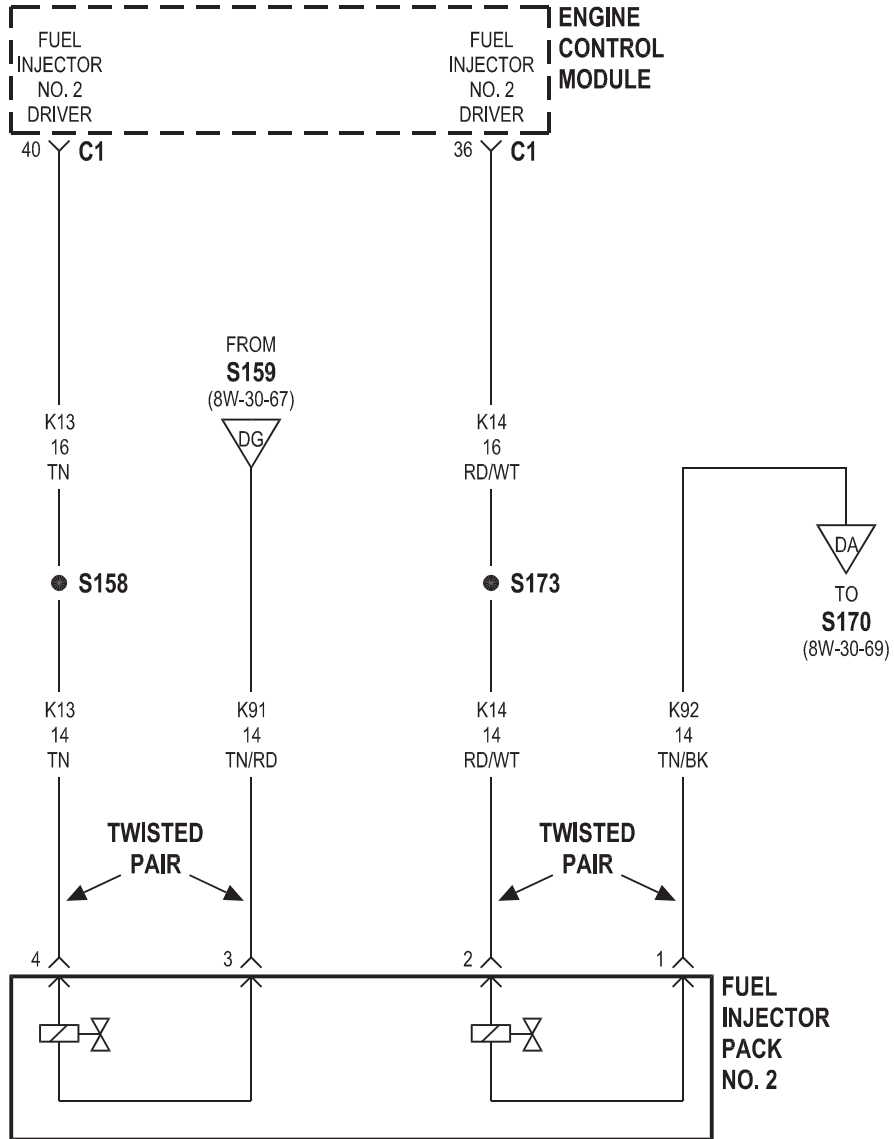 ENGINE
CONTROL
MODULE
FUEL
INJECTOR
NO. 2
DRIVER
FUEL
INJECTOR
NO. 2
DRIVER
40 C1
36 C1
FROM
S159
(8W-30-67)
DG
K13
16
TN
K14
16
RD/WT
DA
TO
S170
(8W-30-69)
S158
S173
K13
14
TN
K91
14
TN/RD
K14
14
RD/WT
K92
14
TN/BK
TWISTED
PAIR
TWISTED
PAIR
4
3
2
1
FUEL
INJECTOR
PACK
NO. 2